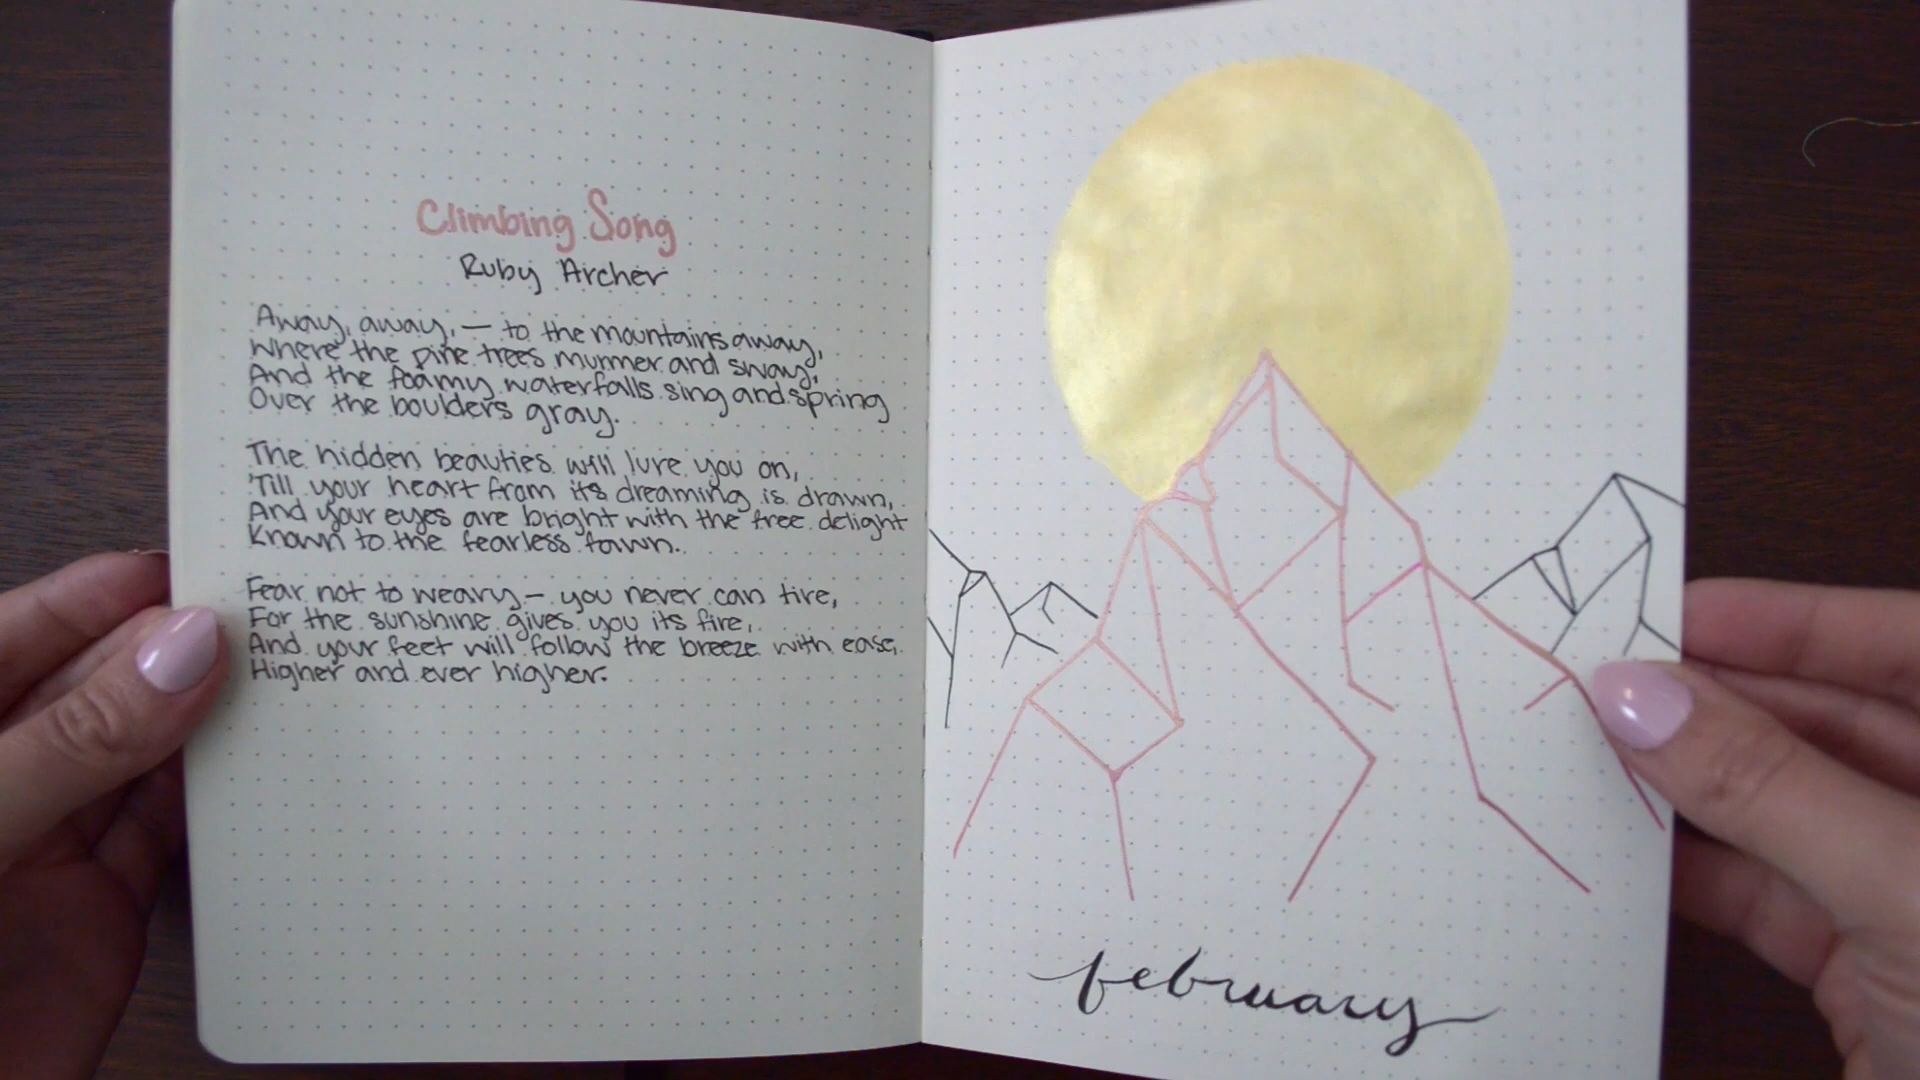 Climbing Song
Ruby Archer
Away, away, — to the mountains away,
Where the pine trees murmer and sway,
And the foamy waterfalls sing and spring
Over the boulders gray.
The hidden beauties will lure you on,
'Till your heart from its dreaming is drawn,
And your eyes are bright with the free delight
Known to the fearless fawn.
Fear not to weary — you never can tire,
For the sunshine gives you its fire,
And your feet will follow the breeze with ease,
Higher and ever higher.
february